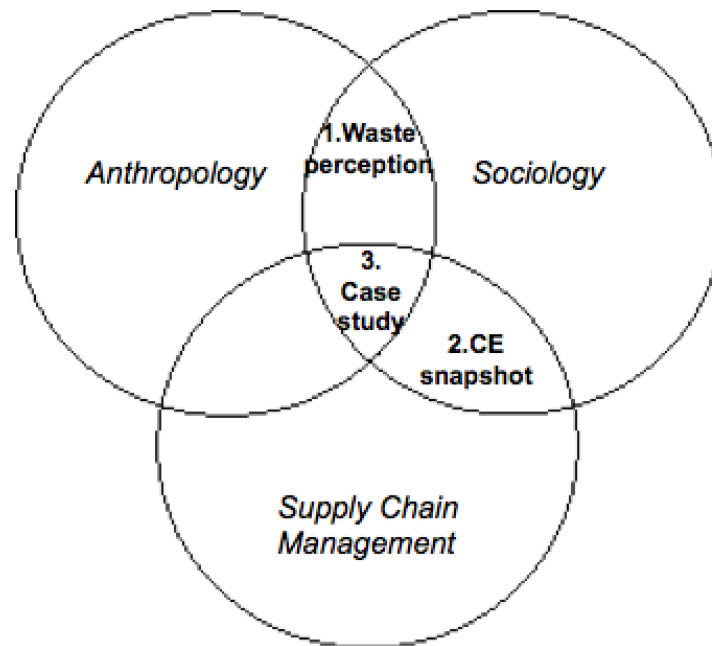 1.Waste
perception
Anthropology
Sociology
3.
Case
study
2.CE
snapshot
Supply Chain
Management